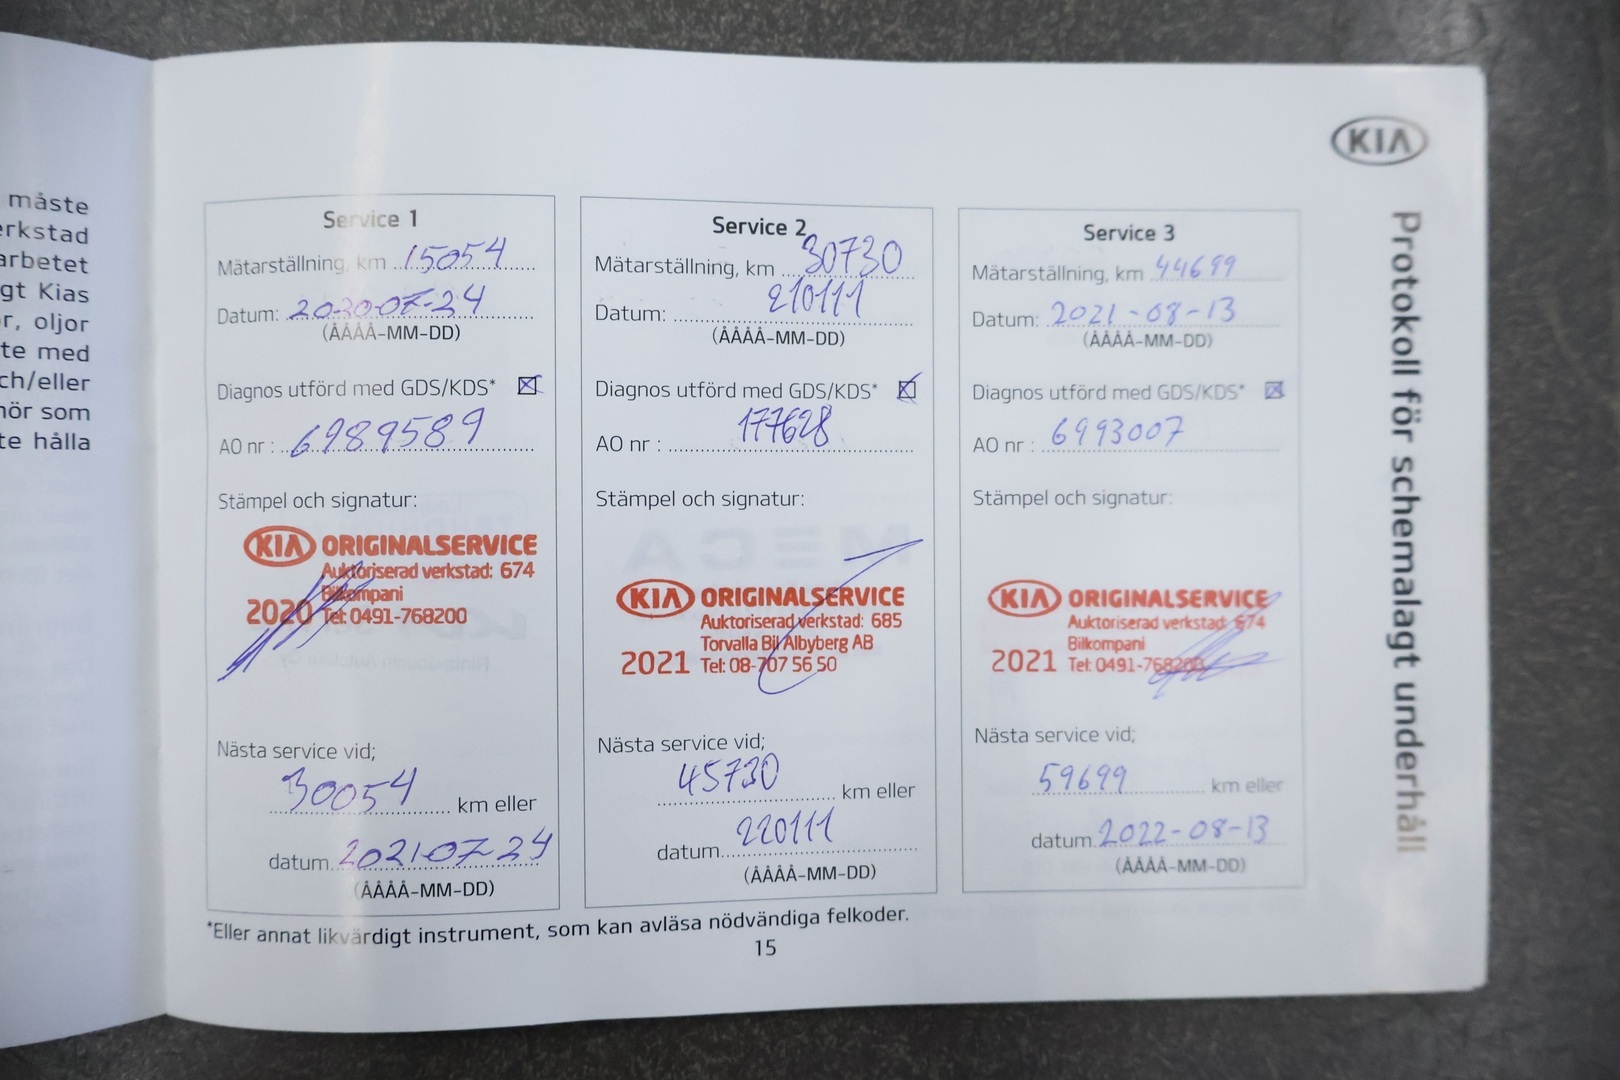 måste
erkstad
arbetet
gt Kias
r, oljor
te med
ch/eller
hör som
te hålla
KIA
Protokoll för schemalagt underhåll
Service 1
Mätarställning, km 15054
Datum: 2020-07-24
(ÅÅÅÅ-MM-DD)
Diagnos utförd med GDS/KDS*
AO nr : 6989589
Stämpel och signatur:
KIA ORIGINALSERVICE
Auktoriserad verkstad: 674
Bilkompani
2020 Tel: 0491-768200
Nästa service vid;
30054 km eller
datum. 2021-07-24
(ÅÅÅÅ-MM-DD)
Service 2
Mätarställning, km 30730
Datum: 210111
(ÅÅÅÅ-MM-DD)
Diagnos utförd med GDS/KDS*
AO nr : 177628
Stämpel och signatur:
KIA ORIGINALSERVICE
Auktoriserad verkstad: 685
Torvalla Bil Albyberg AB
2021 Tel: 08-707 56 50
Nästa service vid;
45730 km eller
datum. 220111
(ÅÅÅÅ-MM-DD)
Service 3
Mätarställning, km 44699
Datum: 2021-08-13
(ÅÅÅÅ-MM-DD)
Diagnos utförd med GDS/KDS*
AO nr : 6993007
Stämpel och signatur:
KIA ORIGINALSERVICE
Auktoriserad verkstad: 674
Bilkompani
2021 Tel: 0491-768200
Nästa service vid;
59699 km eller
datum. 2022-08-13
(ÅÅÅÅ-MM-DD)
*Eller annat likvärdigt instrument, som kan avläsa nödvändiga felkoder.
15